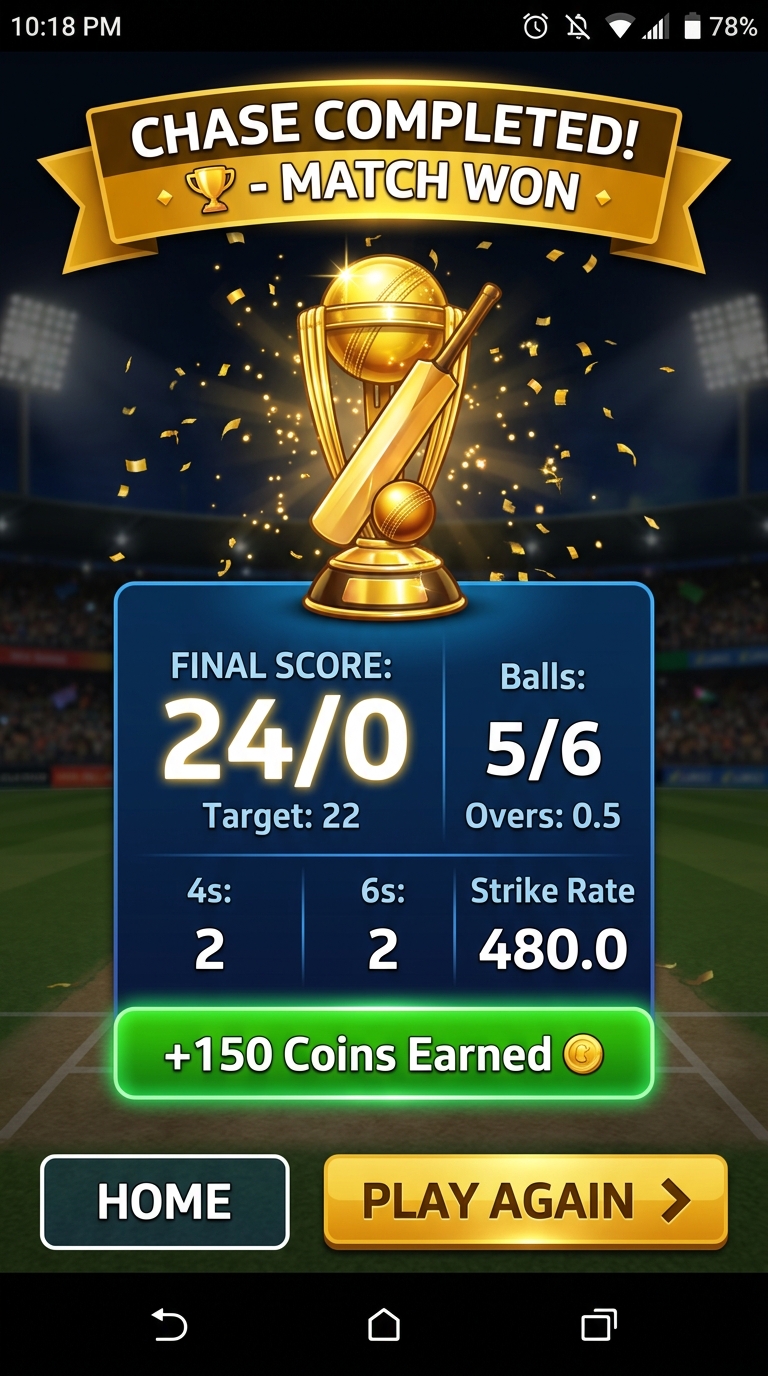 10:18 PM 78%
CHASE COMPLETED!
🏆 - MATCH WON
FINAL SCORE:
24/0
Target: 22
Balls:
5/6
Overs: 0.5
4s:
2
6s:
2
Strike Rate
480.0
+150 Coins Earned
HOME
PLAY AGAIN >